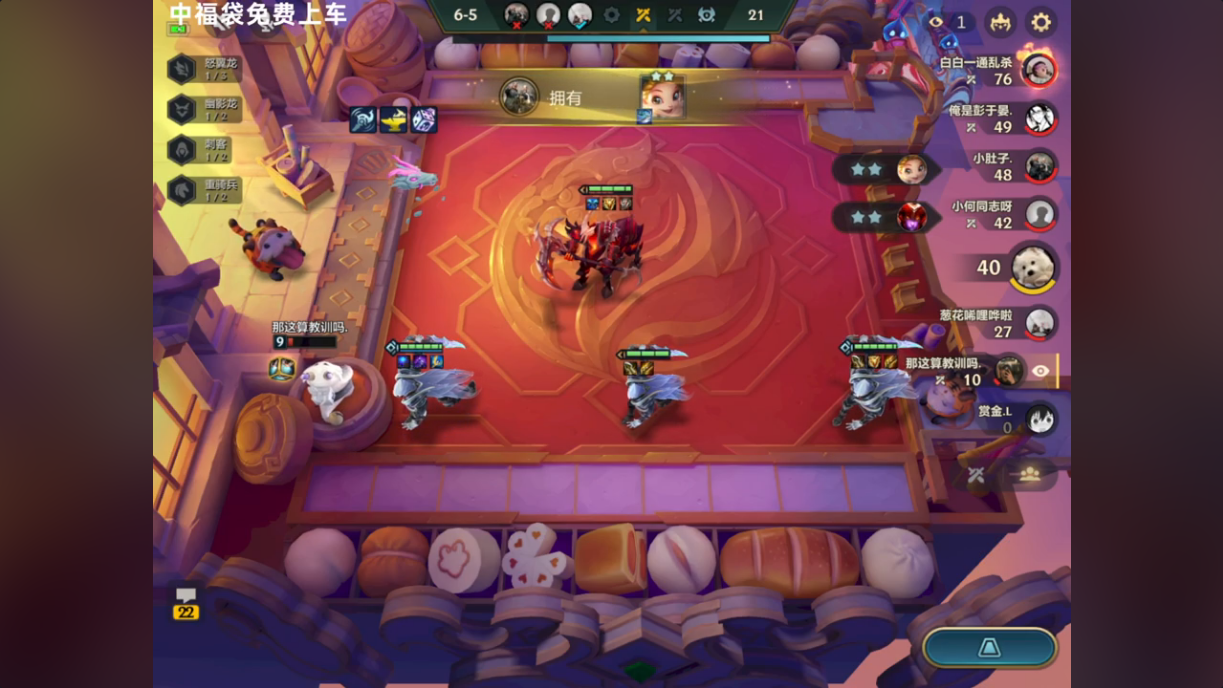 中福袋免费上车
6-5
21
1
怒翼龙
1/3
幽影龙
1/2
刺客
1/2
重骑兵
1/2
拥有
白白一通乱杀
76
俺是彭于晏.
49
小肚子.
48
小何同志呀
42
40
葱花唏哩哗啦
27
那这算教训吗.
10
赏金.L
0
那这算教训吗.
9
22